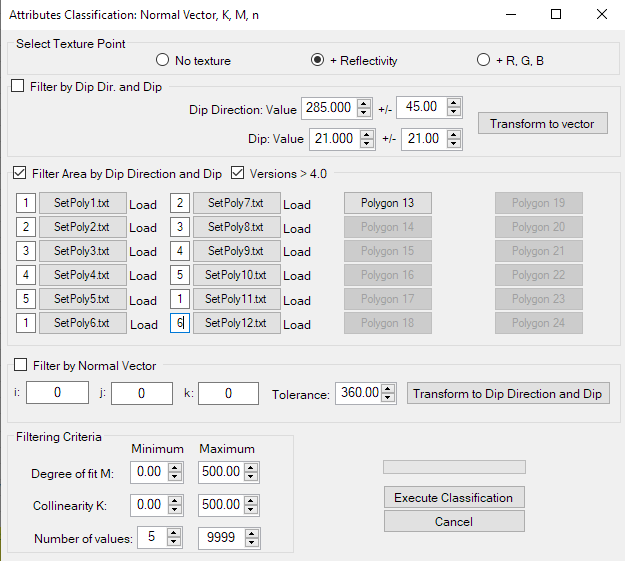 Attributes Classification: Normal Vector, K, M, n
Select Texture Point
No texture + Reflectivity + R, G, B
Filter by Dip Dir. and Dip
Dip Direction: Value 285.000 +/- 45.00
Dip: Value 21.000 +/- 21.00
Transform to vector
Filter Area by Dip Direction and Dip Versions > 4.0
1 SetPoly1.txt Load 2 SetPoly7.txt Load Polygon 13 Polygon 19
2 SetPoly2.txt Load 3 SetPoly8.txt Load Polygon 14 Polygon 20
3 SetPoly3.txt Load 4 SetPoly9.txt Load Polygon 15 Polygon 21
4 SetPoly4.txt Load 5 SetPoly10.txt Load Polygon 16 Polygon 22
5 SetPoly5.txt Load 1 SetPoly11.txt Load Polygon 17 Polygon 23
1 SetPoly6.txt Load 6 SetPoly12.txt Load Polygon 18 Polygon 24
Filter by Normal Vector
i: 0 j: 0 k: 0 Tolerance: 360.00 Transform to Dip Direction and Dip
Filtering Criteria
Minimum Maximum
Degree of fit M: 0.00 500.00
Collinearity K: 0.00 500.00
Number of values: 5 9999
Execute Classification
Cancel